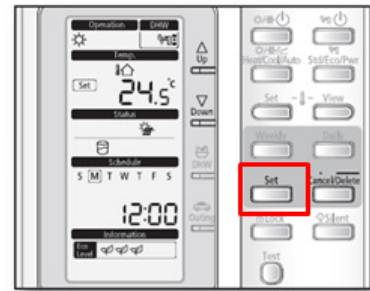 Operation DHW
Temp.
Set 24.5°c
Status
Schedule
S M T W T F S
12:00
Information
Eco Level
Up
Down
DHW
Outing
Heat/Cool/Auto Std/Eco/Pwr
Set View
Weekly Daily
Set Cancel/Delete
Lock Silent
Test